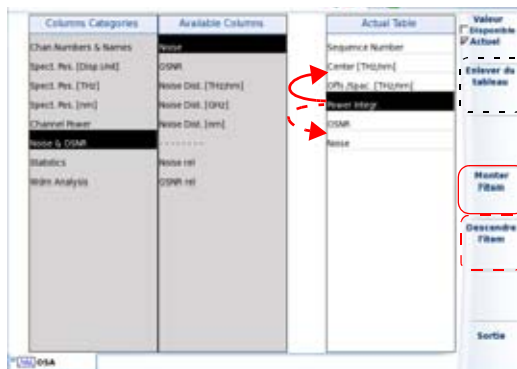 Columns Categories
Chan.Numbers & Names
Spect. Pos. [Disp.Unit]
Spect. Pos. [THz]
Spect. Pos. [nm]
Channel Power
Noise & OSNR
Statistics
Wdm Analysis
Available Columns
Noise
OSNR
Noise Dist. [THz/nm]
Noise Dist. [GHz]
Noise Dist. [nm]
--------
Noise rel
OSNR rel
Actual Table
Sequence Number
Center [THz/nm]
Offs./Spac. [THz/nm]
Power Integr.
OSNR
Noise
Valeur
Disponible
Actuel
Enlever du
tableau
Monter
l'item
Descendre
l'item
Sortie
OSA